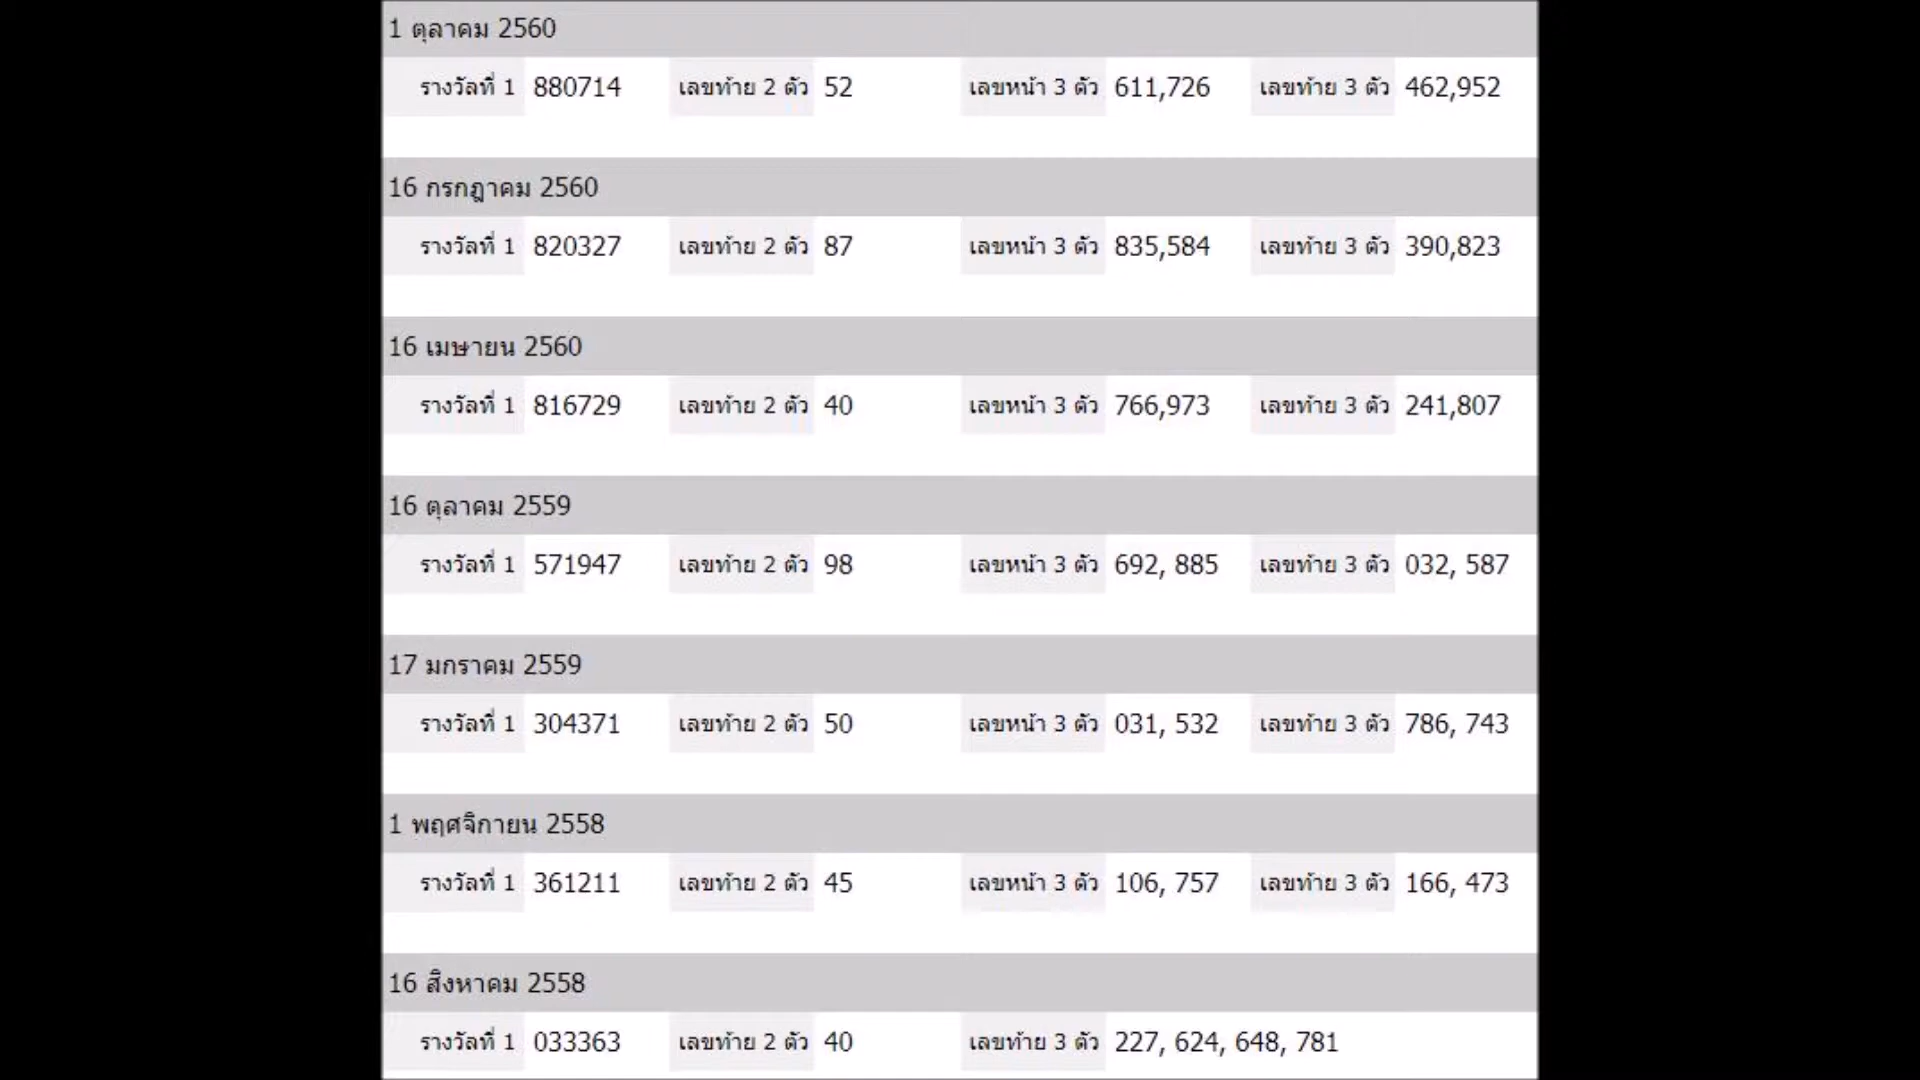 1 ตุลาคม 2560
รางวัลที่ 1 880714 เลขท้าย 2 ตัว 52 เลขหน้า 3 ตัว 611,726 เลขท้าย 3 ตัว 462,952
16 กรกฎาคม 2560
รางวัลที่ 1 820327 เลขท้าย 2 ตัว 87 เลขหน้า 3 ตัว 835,584 เลขท้าย 3 ตัว 390,823
16 เมษายน 2560
รางวัลที่ 1 816729 เลขท้าย 2 ตัว 40 เลขหน้า 3 ตัว 766,973 เลขท้าย 3 ตัว 241,807
16 ตุลาคม 2559
รางวัลที่ 1 571947 เลขท้าย 2 ตัว 98 เลขหน้า 3 ตัว 692, 885 เลขท้าย 3 ตัว 032, 587
17 มกราคม 2559
รางวัลที่ 1 304371 เลขท้าย 2 ตัว 50 เลขหน้า 3 ตัว 031, 532 เลขท้าย 3 ตัว 786, 743
1 พฤศจิกายน 2558
รางวัลที่ 1 361211 เลขท้าย 2 ตัว 45 เลขหน้า 3 ตัว 106, 757 เลขท้าย 3 ตัว 166, 473
16 สิงหาคม 2558
รางวัลที่ 1 033363 เลขท้าย 2 ตัว 40 เลขท้าย 3 ตัว 227, 624, 648, 781